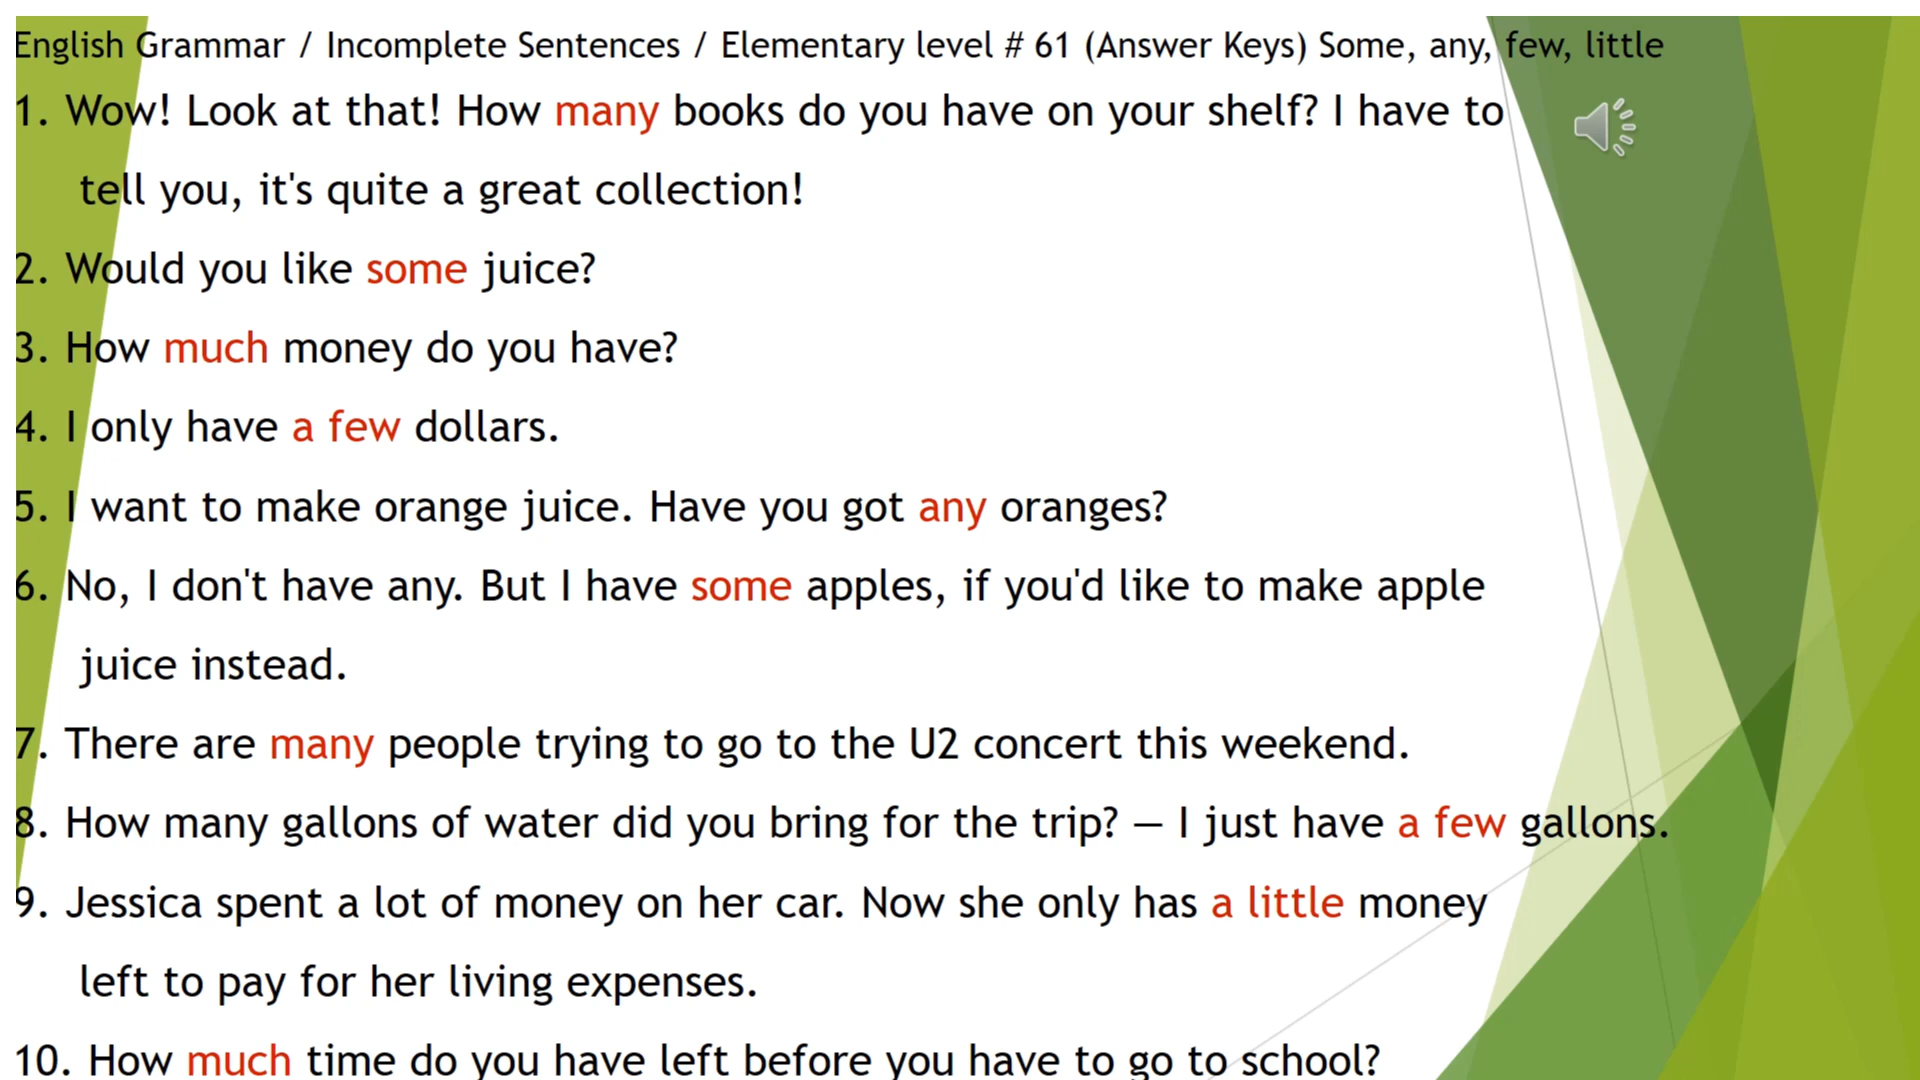 English Grammar / Incomplete Sentences / Elementary level # 61 (Answer Keys) Some, any, few, little
1. Wow! Look at that! How many books do you have on your shelf? I have to
tell you, it's quite a great collection!
2. Would you like some juice?
3. How much money do you have?
4. I only have a few dollars.
5. I want to make orange juice. Have you got any oranges?
6. No, I don't have any. But I have some apples, if you'd like to make apple
juice instead.
7. There are many people trying to go to the U2 concert this weekend.
8. How many gallons of water did you bring for the trip? — I just have a few gallons.
9. Jessica spent a lot of money on her car. Now she only has a little money
left to pay for her living expenses.
10. How much time do you have left before you have to go to school?